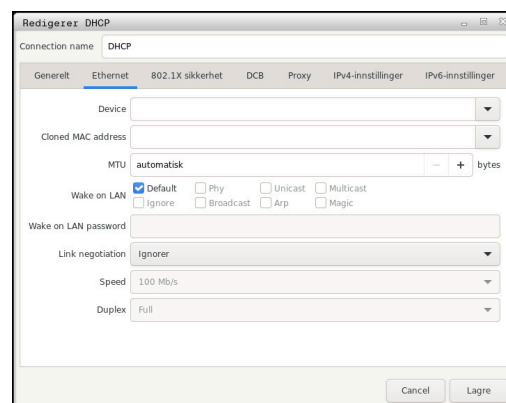 Redigerer DHCP
Connection name DHCP
Generelt Ethernet 802.1X sikkerhet DCB Proxy IPv4-innstillinger IPv6-innstillinger
Device
Cloned MAC address
MTU automatisk − + bytes
Wake on LAN Default Phy Unicast Multicast
Ignore Broadcast Arp Magic
Wake on LAN password
Link negotiation Ignorer
Speed 100 Mb/s
Duplex Full
Cancel Lagre